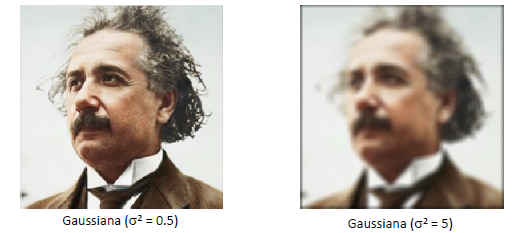 Gaussiana (σ² = 0.5)
Gaussiana (σ² = 5)